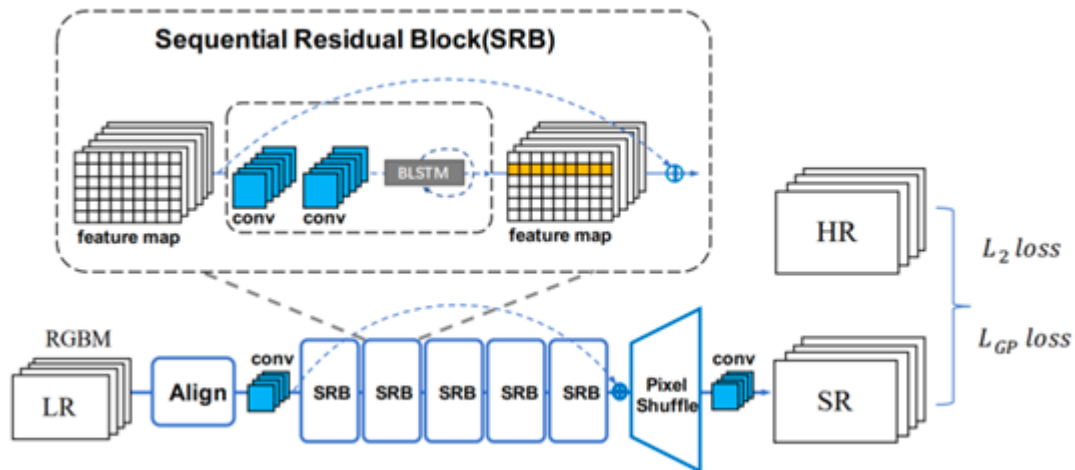 Sequential Residual Block(SRB)
BLSTM
conv
conv
feature map
feature map
HR
L2 loss
LGP loss
RGBM
LR
Align
conv
SRB
SRB
SRB
SRB
SRB
Pixel
Shuffle
conv
SR